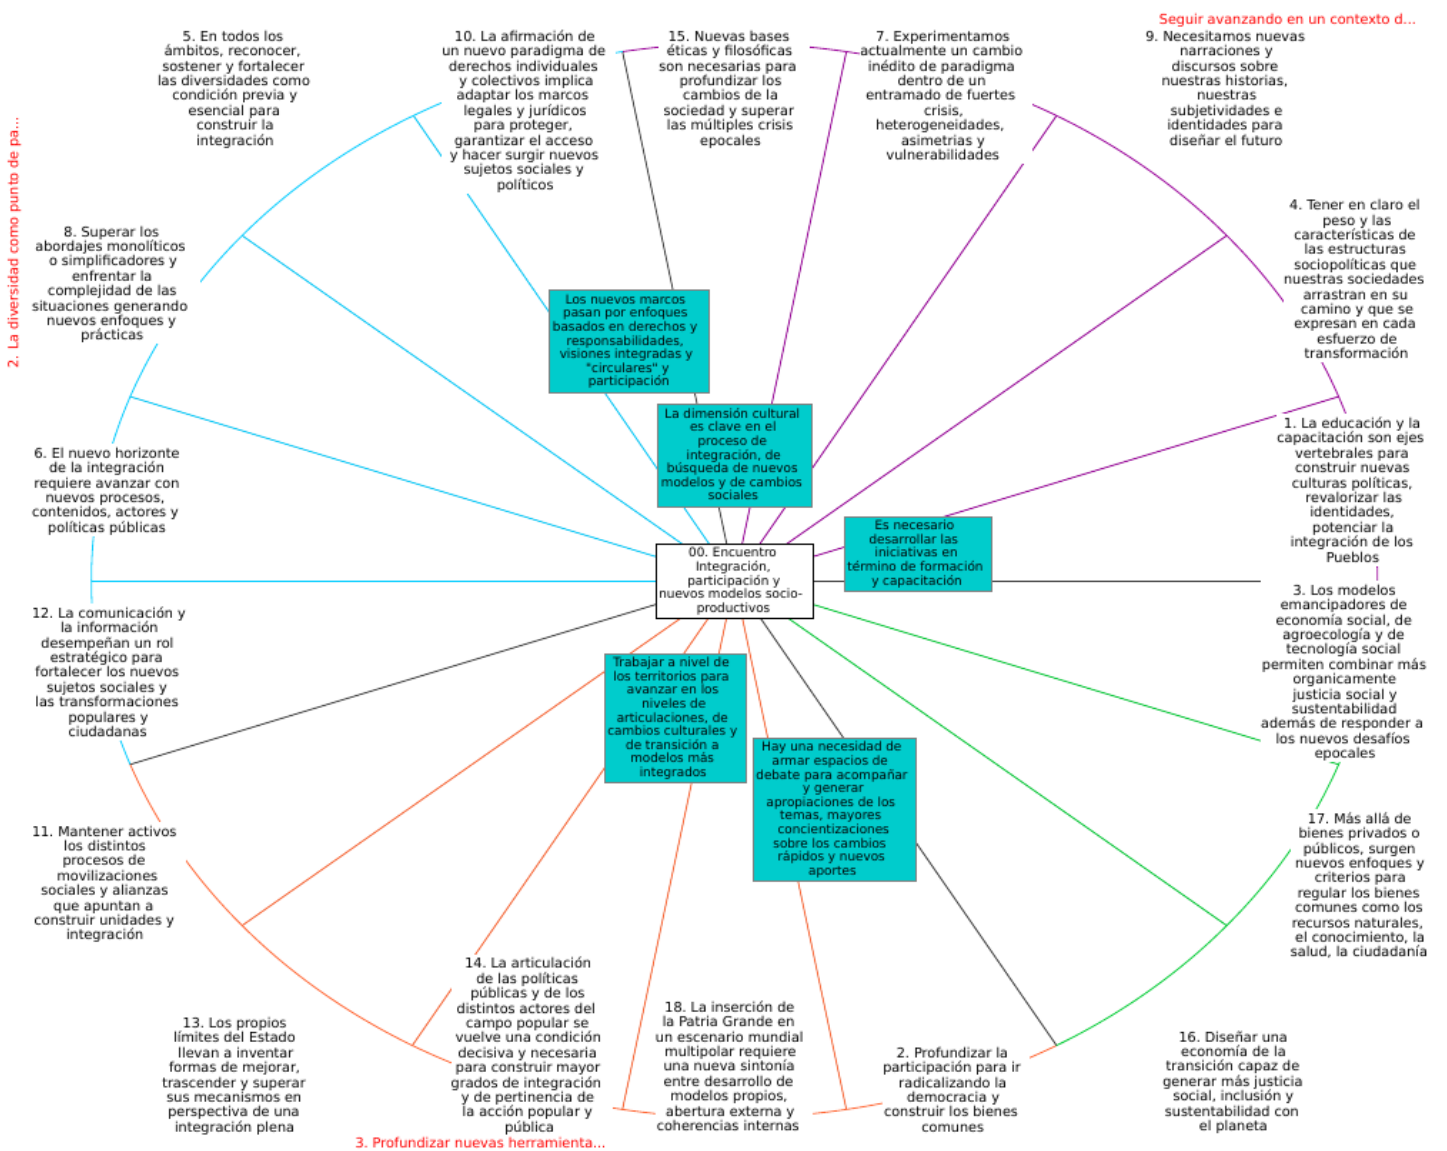 Seguir avanzando en un contexto d...
5. En todos los
ámbitos, reconocer,
sostener y fortalecer
las diversidades como
condición previa y
esencial para
construir la
integración
10. La afirmación de
un nuevo paradigma de
derechos individuales
y colectivos implica
adaptar los marcos
legales y jurídicos
para proteger,
garantizar el acceso
y hacer surgir nuevos
sujetos sociales y
políticos
15. Nuevas bases
éticas y filosóficas
son necesarias para
profundizar los
cambios de la
sociedad y superar
las múltiples crisis
epocales
7. Experimentamos
actualmente un cambio
inédito de paradigma
dentro de un
entramado de fuertes
crisis,
heterogeneidades,
asimetrias y
vulnerabilidades
9. Necesitamos nuevas
narraciones y
discursos sobre
nuestras historias,
nuestras
subjetividades e
identidades para
diseñar el futuro
2. La diversidad como punto de pa...
8. Superar los
abordajes monolíticos
o simplificadores y
enfrentar la
complejidad de las
situaciones generando
nuevos enfoques y
prácticas
4. Tener en claro el
peso y las
características de
las estructuras
sociopolíticas que
nuestras sociedades
arrastran en su
camino y que se
expresan en cada
esfuerzo de
transformación
Los nuevos marcos
pasan por enfoques
basados en derechos y
responsabilidades,
visiones integradas y
"circulares" y
participación
La dimensión cultural
es clave en el
proceso de
integración, de
búsqueda de nuevos
modelos y de cambios
sociales
6. El nuevo horizonte
de la integración
requiere avanzar con
nuevos procesos,
contenidos, actores y
políticas públicas
1. La educación y la
capacitación son ejes
vertebrales para
construir nuevas
culturas políticas,
revalorizar las
identidades,
potenciar la
integración de los
Pueblos
Es necesario
desarrollar las
iniciativas en
término de formación
y capacitación
00. Encuentro
Integración,
participación y
nuevos modelos socio-
productivos
12. La comunicación y
la información
desempeñan un rol
estratégico para
fortalecer los nuevos
sujetos sociales y
las transformaciones
populares y
ciudadanas
3. Los modelos
emancipadores de
economía social, de
agroecología y de
tecnología social
permiten combinar más
organicamente
justicia social y
sustentabilidad
además de responder a
los nuevos desafíos
epocales
Trabajar a nivel de
los territorios para
avanzar en los
niveles de
articulaciones, de
cambios culturales y
de transición a
modelos más
integrados
Hay una necesidad de
armar espacios de
debate para acompañar
y generar
apropiaciones de los
temas, mayores
concientizaciones
sobre los cambios
rápidos y nuevos
aportes
11. Mantener activos
los distintos
procesos de
movilizaciones
sociales y alianzas
que apuntan a
construir unidades y
integración
17. Más allá de
bienes privados o
públicos, surgen
nuevos enfoques y
criterios para
regular los bienes
comunes como los
recursos naturales,
el conocimiento, la
salud, la ciudadanía
13. Los propios
límites del Estado
llevan a inventar
formas de mejorar,
trascender y superar
sus mecanismos en
perspectiva de una
integración plena
14. La articulación
de las políticas
públicas y de los
distintos actores del
campo popular se
vuelve una condición
decisiva y necesaria
para construir mayor
grados de integración
y de pertinencia de
la acción popular y
pública
18. La inserción de
la Patria Grande en
un escenario mundial
multipolar requiere
una nueva sintonía
entre desarrollo de
modelos propios,
abertura externa y
coherencias internas
2. Profundizar la
participación para ir
radicalizando la
democracia y
construir los bienes
comunes
16. Diseñar una
economía de la
transición capaz de
generar más justicia
social, inclusión y
sustentabilidad con
el planeta
3. Profundizar nuevas herramienta...